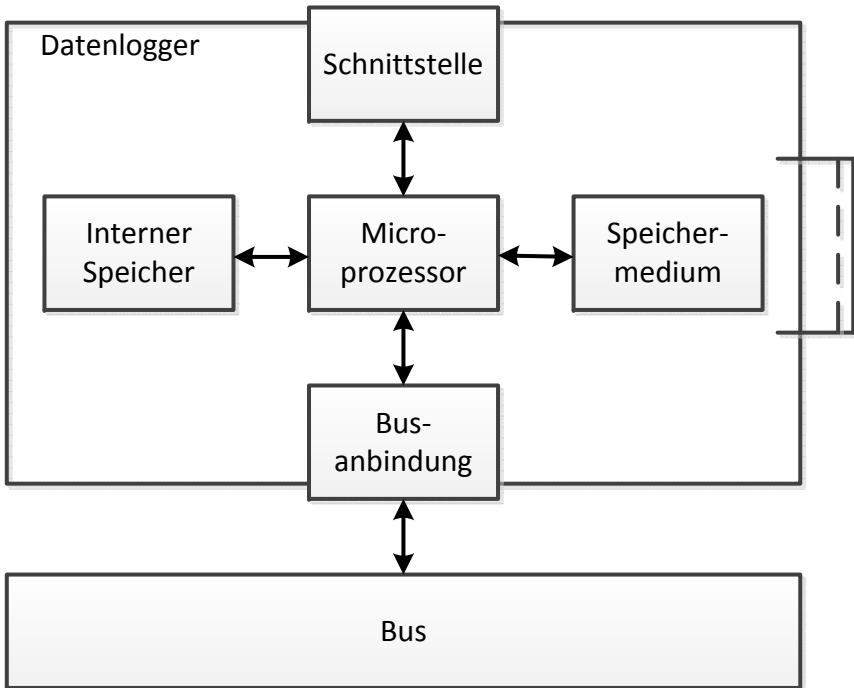 Datenlogger
Schnittstelle
Interner
Speicher
Micro-
prozessor
Speicher-
medium
Bus-
anbindung
Bus